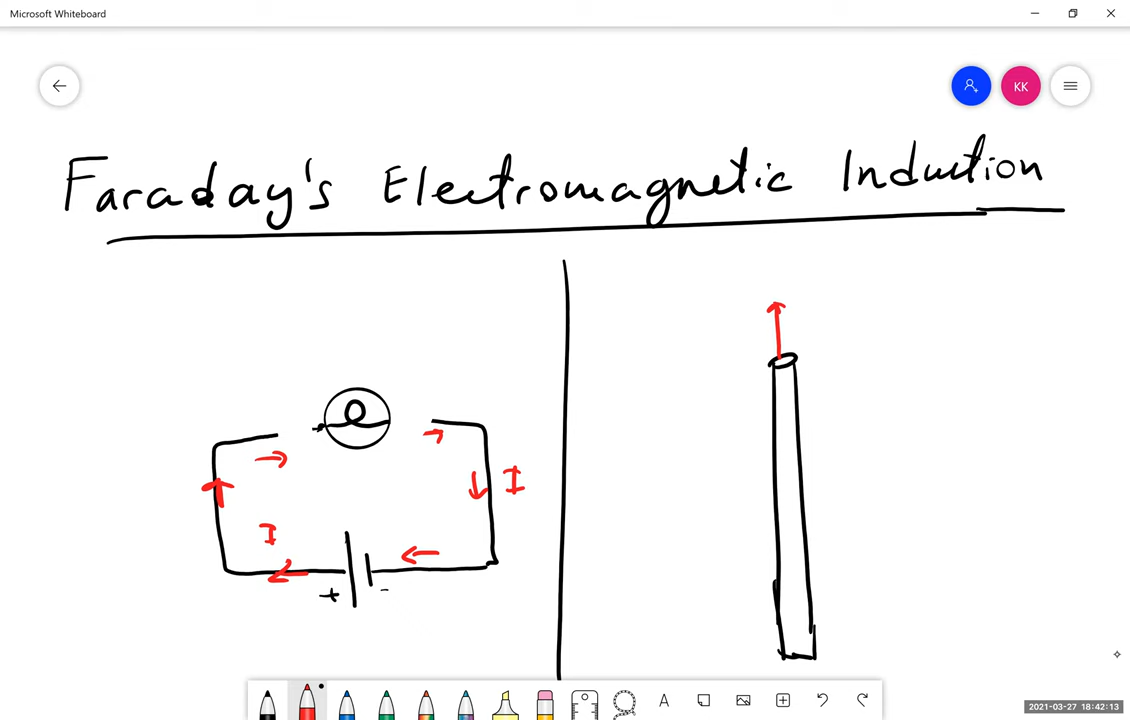 Microsoft Whiteboard
KK
Faraday's Electromagnetic Induction
I
I
+ -
A
2021-03-27 18:42:13